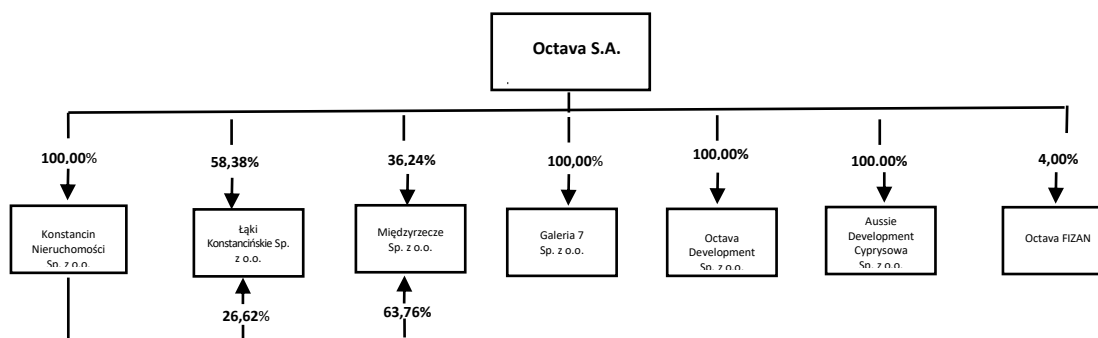 Octava S.A.
.
100,00%
58,38%
36,24%
100,00%
100,00%
100.00%
4,00%
Konstancin
Nieruchomości
Sp. z o.o.
Łąki
Konstancińskie Sp.
z o.o.
Międzyrzecze
Sp. z o.o.
Galeria 7
Sp. z o.o.
Octava
Development
Sp. z o.o.
Aussie
Development
Cyprysowa
Sp. z o.o.
Octava FIZAN
26,62%
63,76%